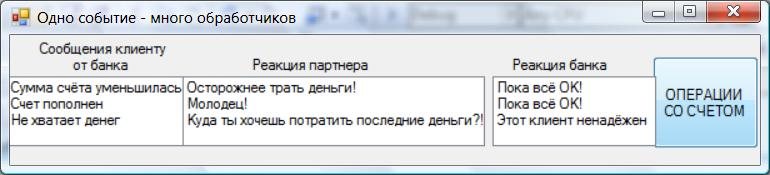 Одно событие - много обработчиков
Сообщения клиенту
от банка
Реакция партнера
Реакция банка
Сумма счёта уменьшилась
Счет пополнен
Не хватает денег
Осторожнее трать деньги!
Молодец!
Куда ты хочешь потратить последние деньги?!
Пока всё OK!
Пока всё OK!
Этот клиент ненадёжен
ОПЕРАЦИИ
СО СЧЕТОМ